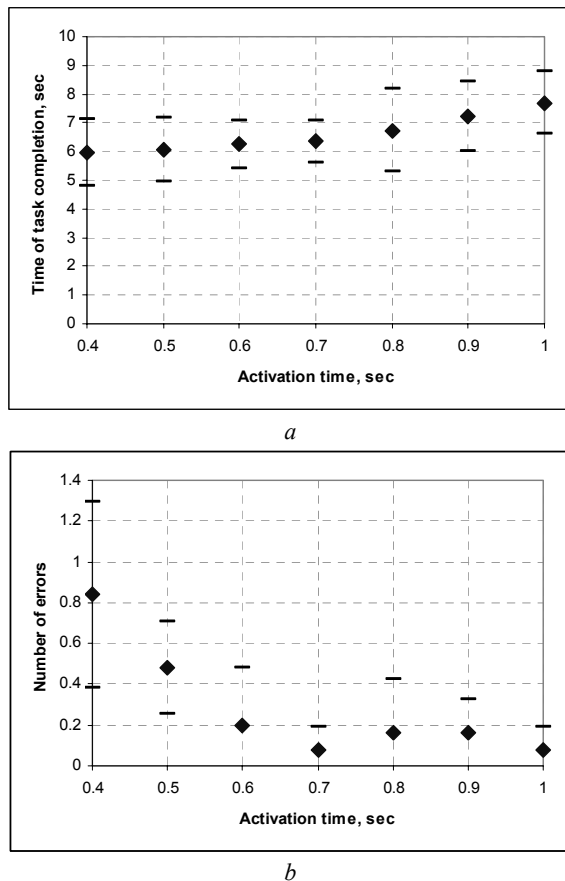 10
9
8
7
6
5
4
3
2
1
0
Time of task completion, sec
0.4 0.5 0.6 0.7 0.8 0.9 1
Activation time, sec
a
1.4
1.2
1
0.8
0.6
0.4
0.2
0
Number of errors
0.4 0.5 0.6 0.7 0.8 0.9 1
Activation time, sec
b